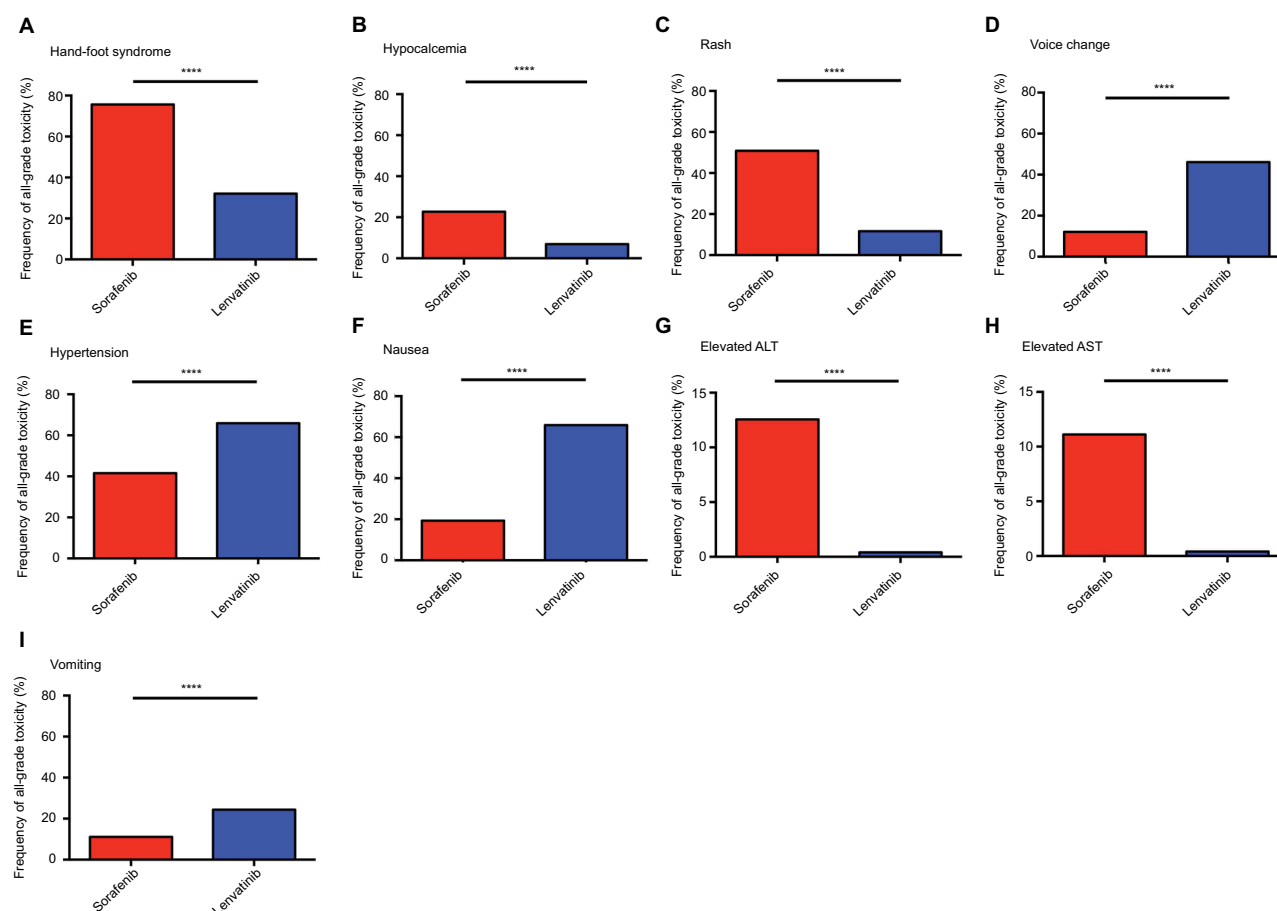 A
Hand-foot syndrome
****
Frequency of all-grade toxicity (%)
80
60
40
20
0
Sorafenib
Lenvatinib
B
Hypocalcemia
****
Frequency of all-grade toxicity (%)
80
60
40
20
0
Sorafenib
Lenvatinib
C
Rash
****
Frequency of all-grade toxicity (%)
80
60
40
20
0
Sorafenib
Lenvatinib
D
Voice change
****
Frequency of all-grade toxicity (%)
80
60
40
20
0
Sorafenib
Lenvatinib
E
Hypertension
****
Frequency of all-grade toxicity (%)
80
60
40
20
0
Sorafenib
Lenvatinib
F
Nausea
****
Frequency of all-grade toxicity (%)
80
60
40
20
0
Sorafenib
Lenvatinib
G
Elevated ALT
****
Frequency of all-grade toxicity (%)
15
10
5
0
Sorafenib
Lenvatinib
H
Elevated AST
****
Frequency of all-grade toxicity (%)
15
10
5
0
Sorafenib
Lenvatinib
I
Vomiting
****
Frequency of all-grade toxicity (%)
80
60
40
20
0
Sorafenib
Lenvatinib